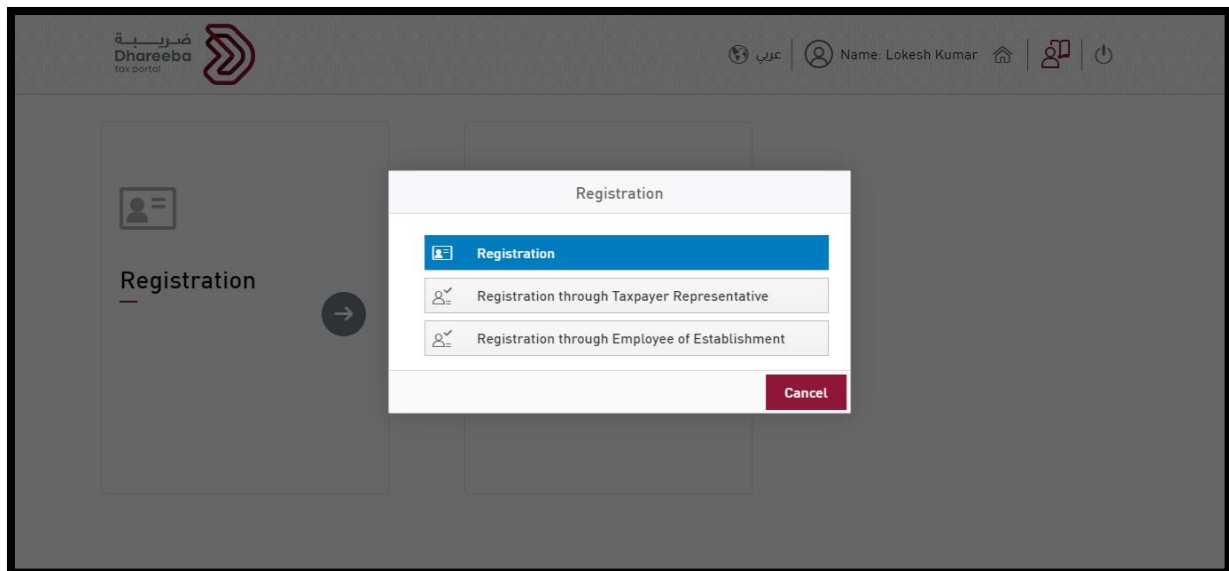 ضريبة
Dhareeba
tax portal
عربي
Name: Lokesh Kumar
Registration
Registration
Registration
Registration through Taxpayer Representative
Registration through Employee of Establishment
Cancel